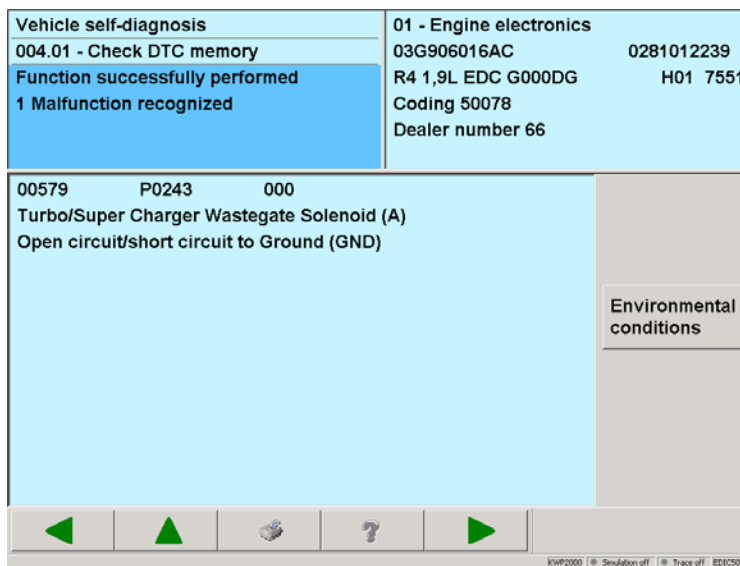 Vehicle self-diagnosis
004.01 - Check DTC memory
Function successfully performed
1 Malfunction recognized
01 - Engine electronics
03G906016AC 0281012239
R4 1,9L EDC G000DG H01 7551
Coding 50078
Dealer number 66
00579 P0243 000
Turbo/Super Charger Wastegate Solenoid (A)
Open circuit/short circuit to Ground (GND)
Environmental
conditions
?
KWP2000 Simulation off Trace off EDIC50